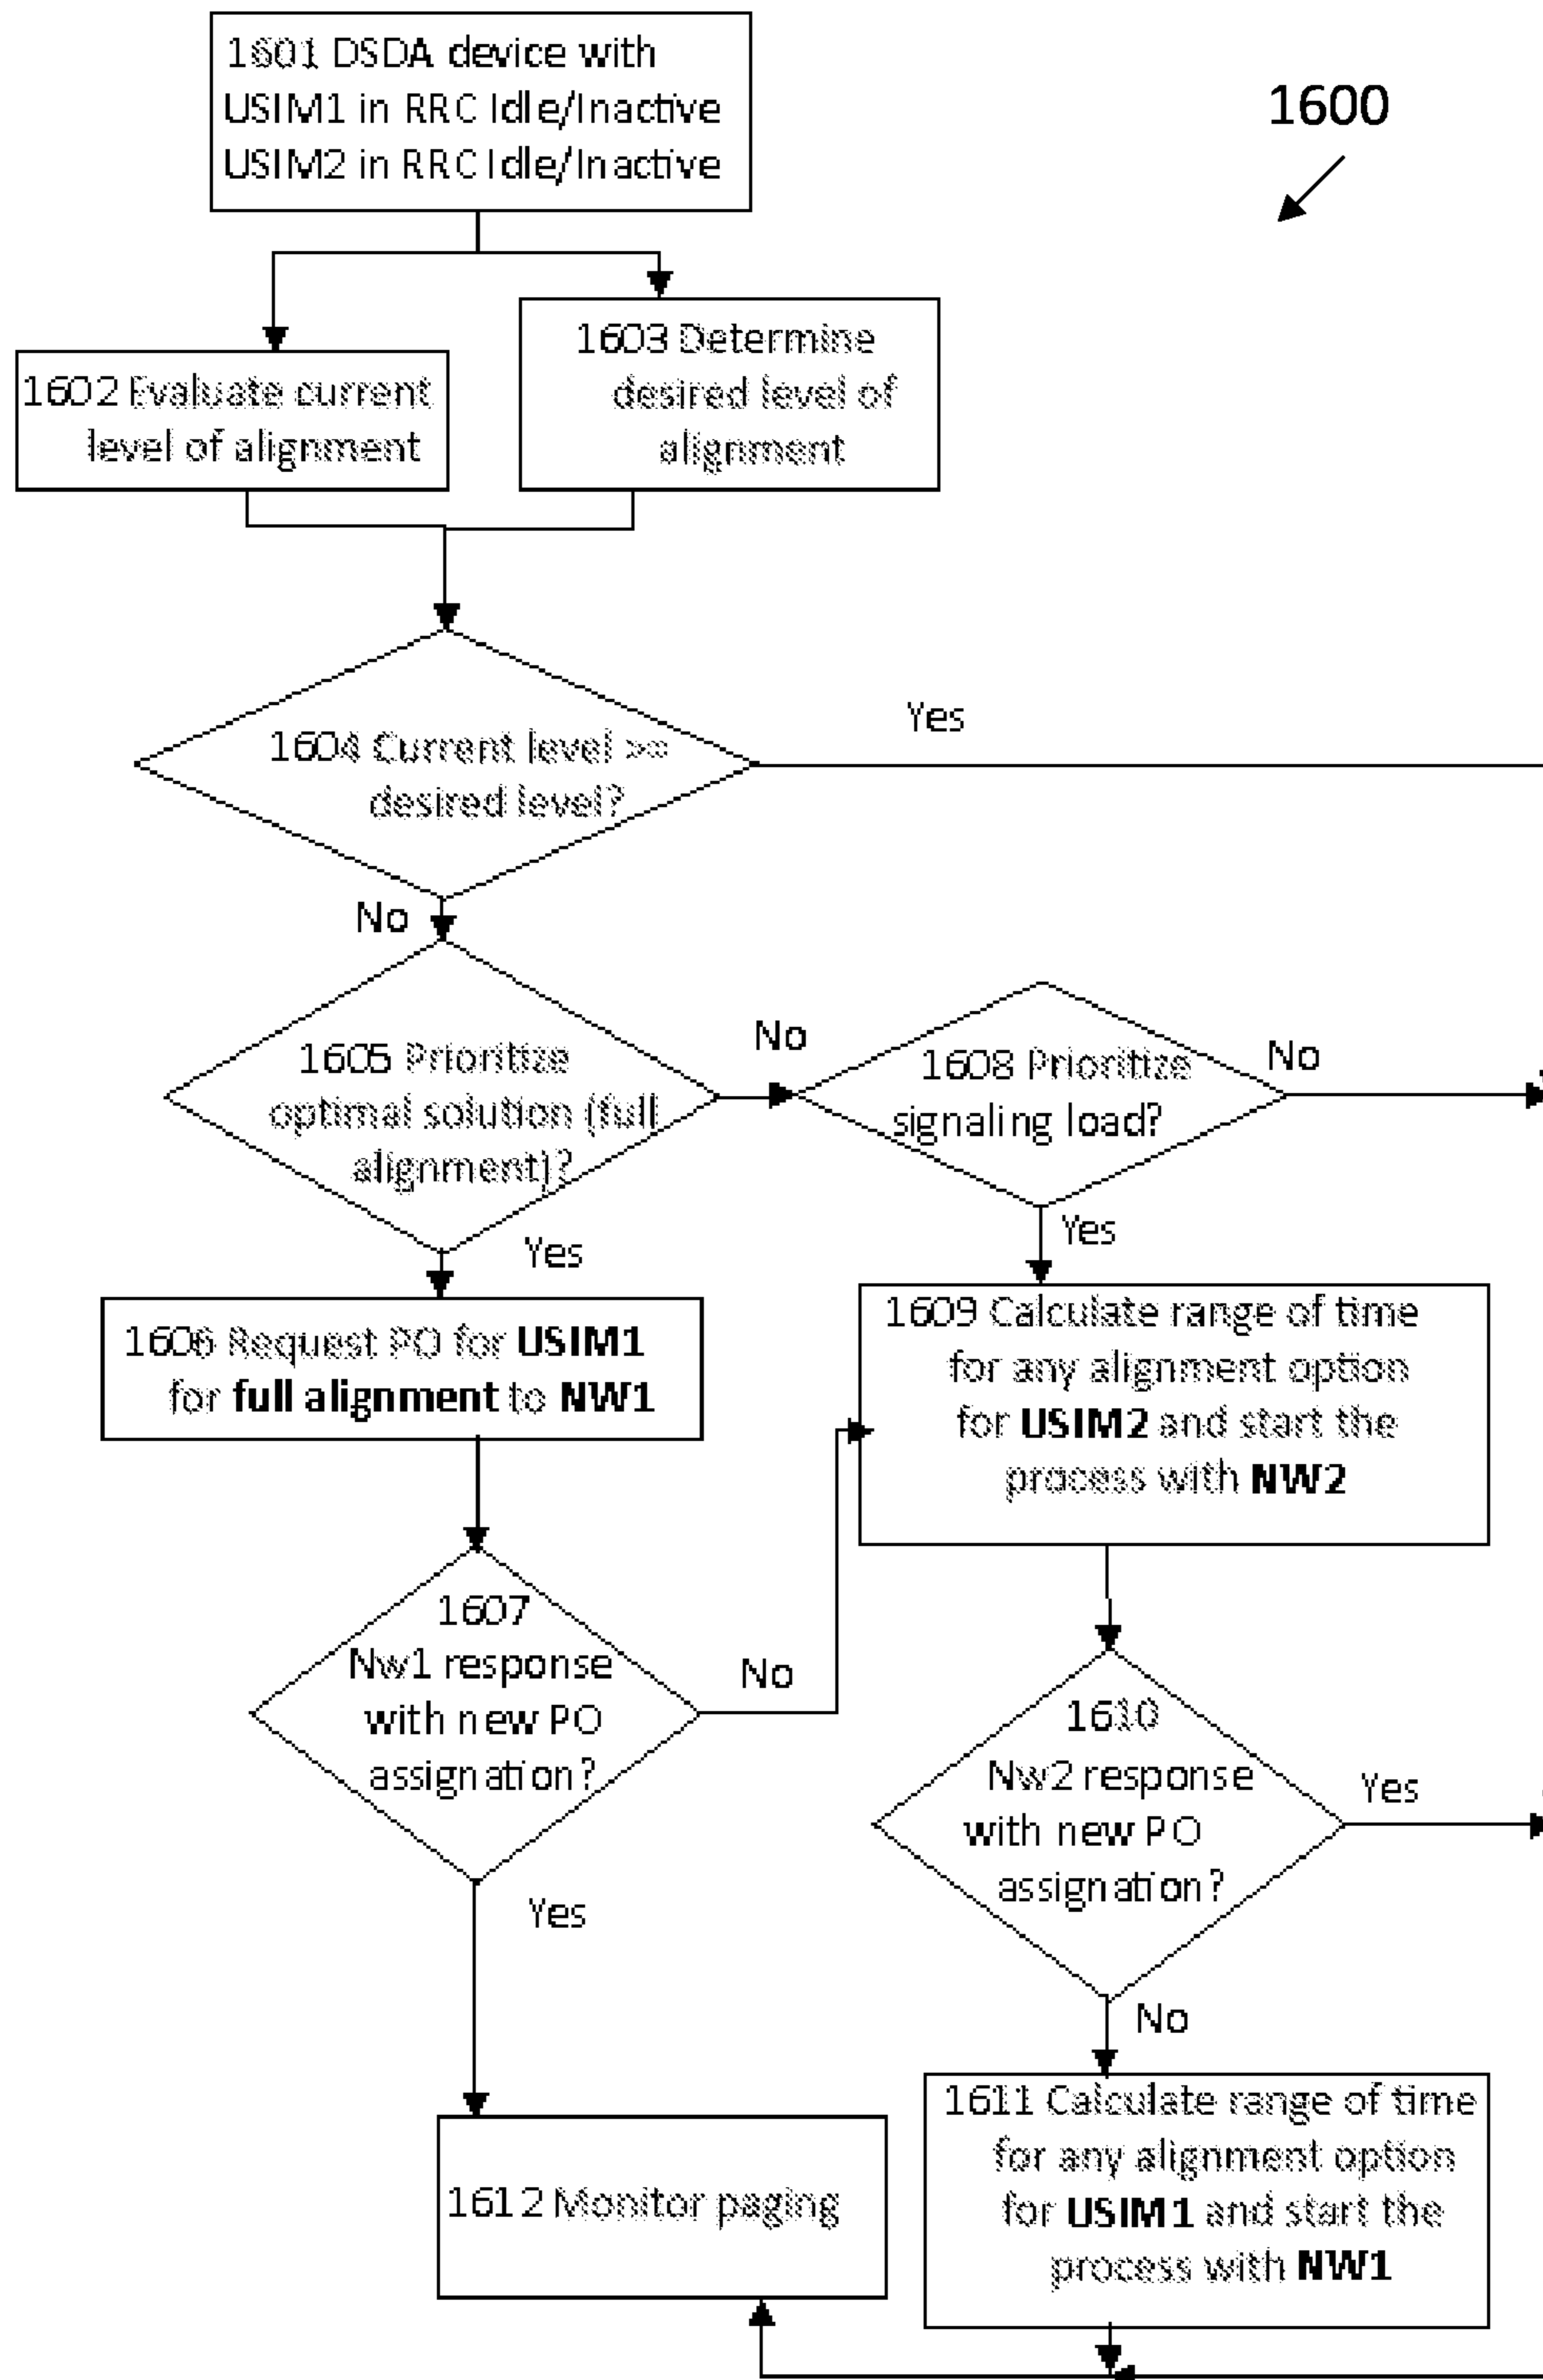 1601 DSDA device with
USIM1 in RRC Idle/Inactive
USIM2 in RRC Idle/Inactive
1600
1602 Evaluate current
level of alignment
1603 Determine
desired level of
alignment
1604 Current level >=
desired level?
Yes
No
1605 Prioritize
optimal solution (full
alignment)?
No
1608 Prioritize
signaling load?
No
Yes
Yes
1606 Request PO for USIM1
for full alignment to NW1
1609 Calculate range of time
for any alignment option
for USIM2 and start the
process with NW2
1607
Nw1 response
with new PO
assignation?
No
Yes
1610
Nw2 response
with new PO
assignation?
Yes
No
1611 Calculate range of time
for any alignment option
for USIM1 and start the
process with NW1
1612 Monitor paging